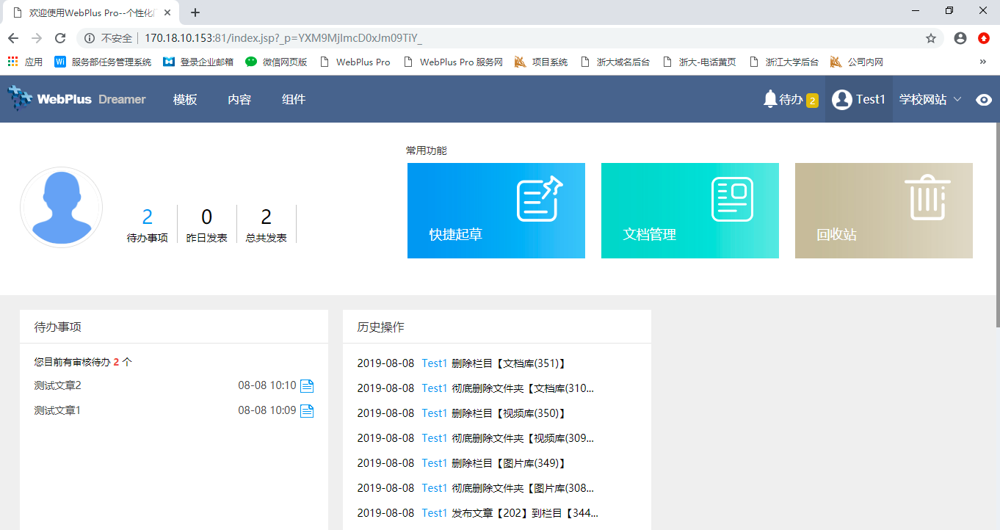 欢迎使用WebPlus Pro--个性化门
不安全 170.18.10.153:81/index.jsp?_p=YXM9MjImcD0xJm09TiY_
应用 Wi 服务部任务管理系统 登录企业邮箱 微信网页版 WebPlus Pro WebPlus Pro 服务网 项目系统 浙大域名后台 浙大-电话黄页 浙江大学后台 公司内网 »
WebPlus Dreamer 模板 内容 组件 待办 2 Test1 学校网站
常用功能
2 0 2
待办事项 昨日发表 总共发表
快捷起草 文档管理 回收站
待办事项
您目前有审核待办 2 个
测试文章2 08-08 10:10
测试文章1 08-08 10:09
历史操作
2019-08-08 Test1 删除栏目【文档库(351)】
2019-08-08 Test1 彻底删除文件夹【文档库(310...
2019-08-08 Test1 删除栏目【视频库(350)】
2019-08-08 Test1 彻底删除文件夹【视频库(309...
2019-08-08 Test1 删除栏目【图片库(349)】
2019-08-08 Test1 彻底删除文件夹【图片库(308...
2019-08-08 Test1 发布文章【202】到栏目【344...